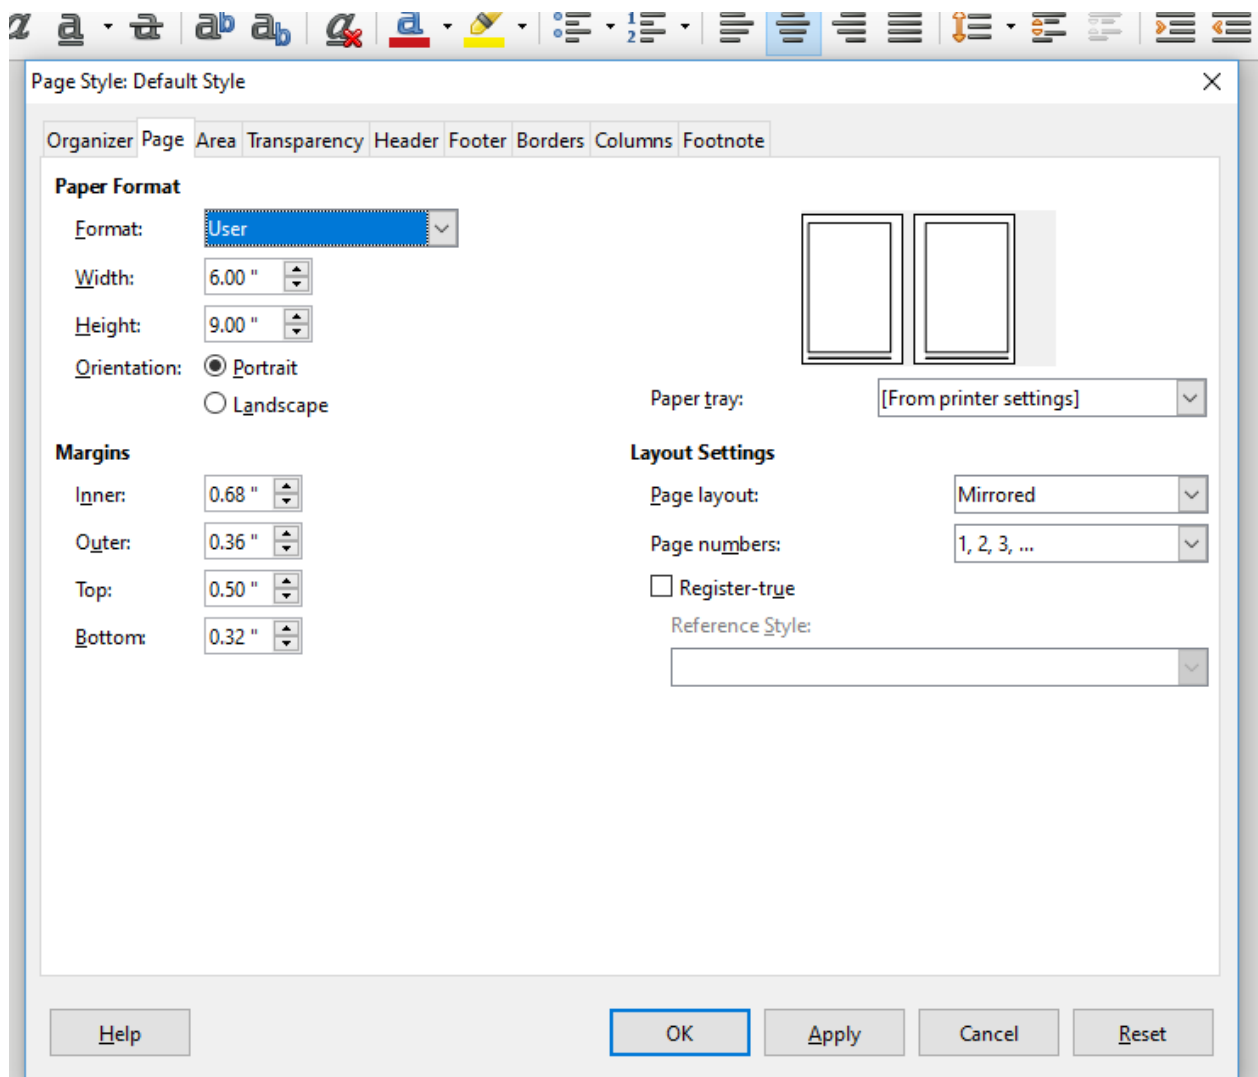 Page Style: Default Style
Organizer Page Area Transparency Header Footer Borders Columns Footnote
Paper Format
Format: User
Width: 6.00 "
Height: 9.00 "
Orientation: Portrait
Landscape
Paper tray: [From printer settings]
Margins
Inner: 0.68 "
Outer: 0.36 "
Top: 0.50 "
Bottom: 0.32 "
Layout Settings
Page layout: Mirrored
Page numbers: 1, 2, 3, ...
Register-true
Reference Style:
Help OK Apply Cancel Reset